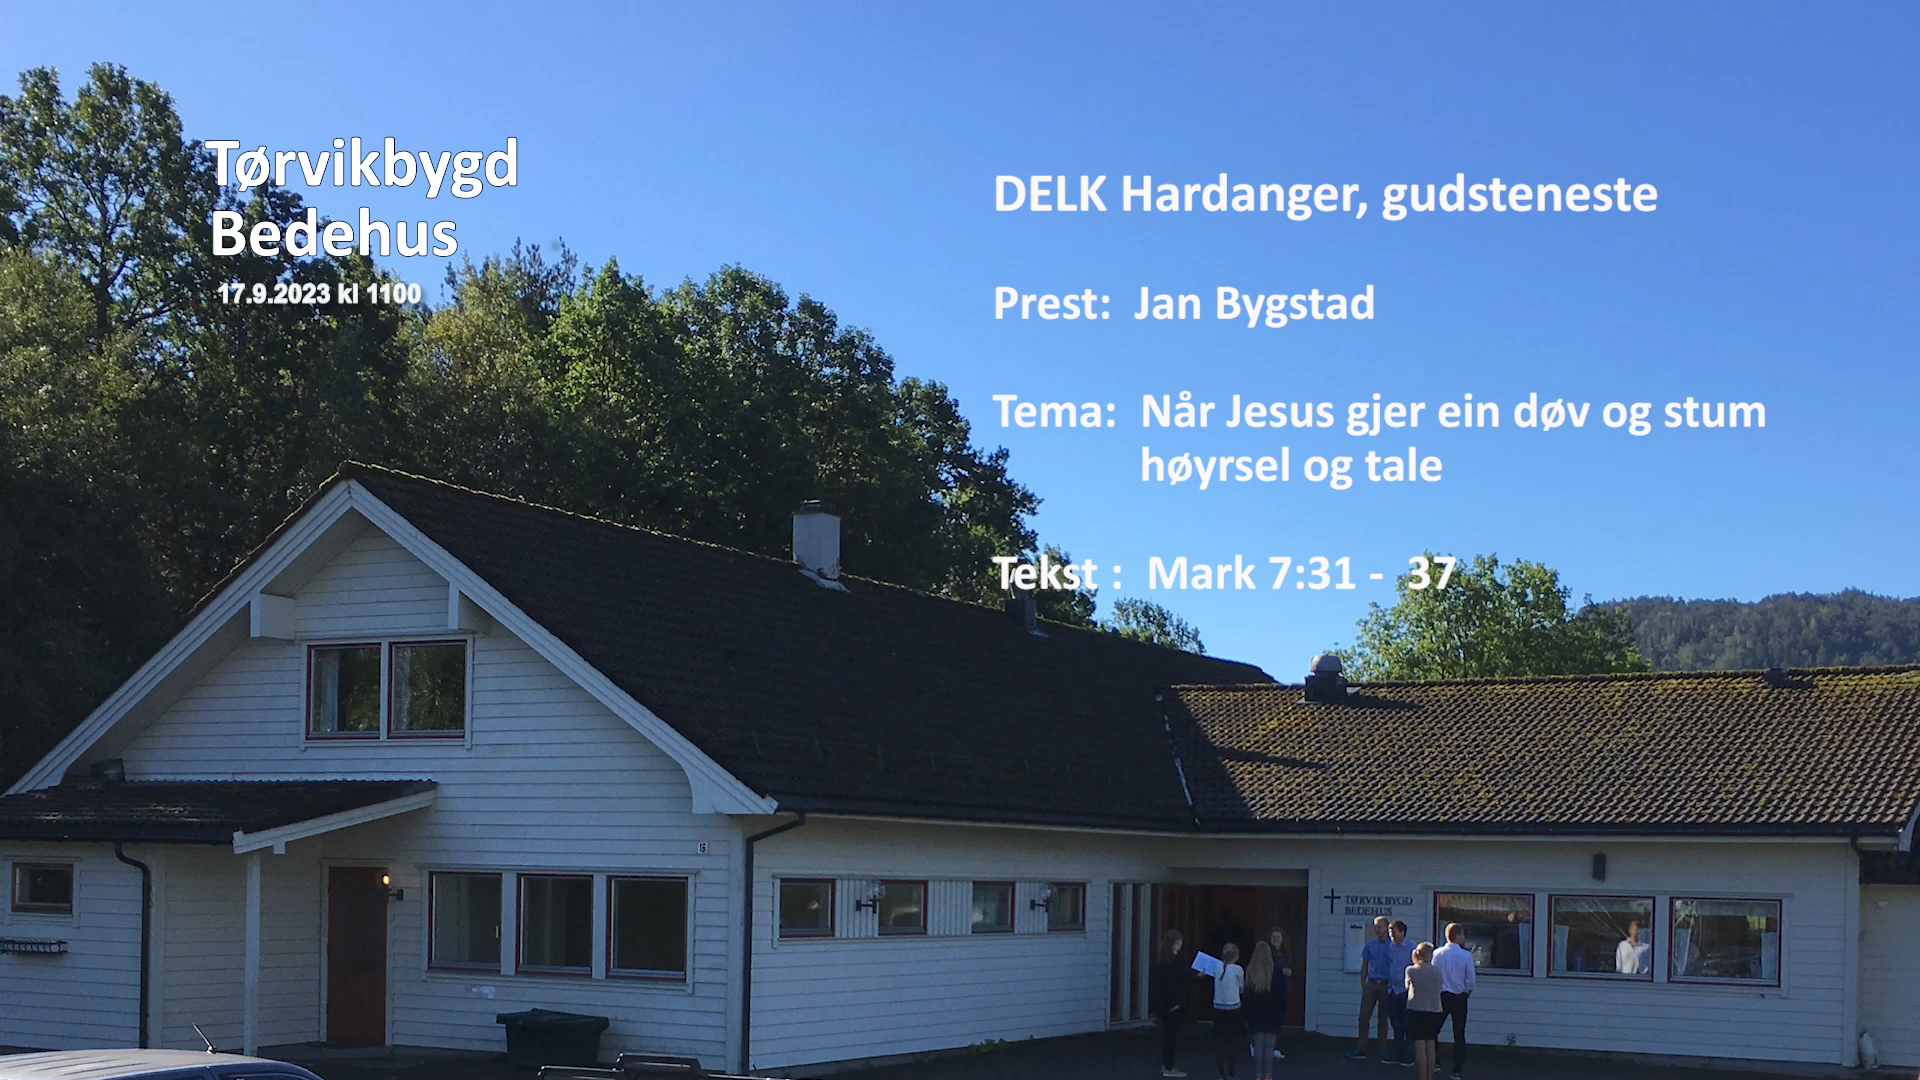 Tørvikbygd
Bedehus
17.9.2023 kl 1100
DELK Hardanger, gudsteneste
Prest: Jan Bygstad
Tema: Når Jesus gjer ein døv og stum
høyrsel og tale
Tekst : Mark 7:31 - 37
16
TØRVIKBYGD
BEDEHUS